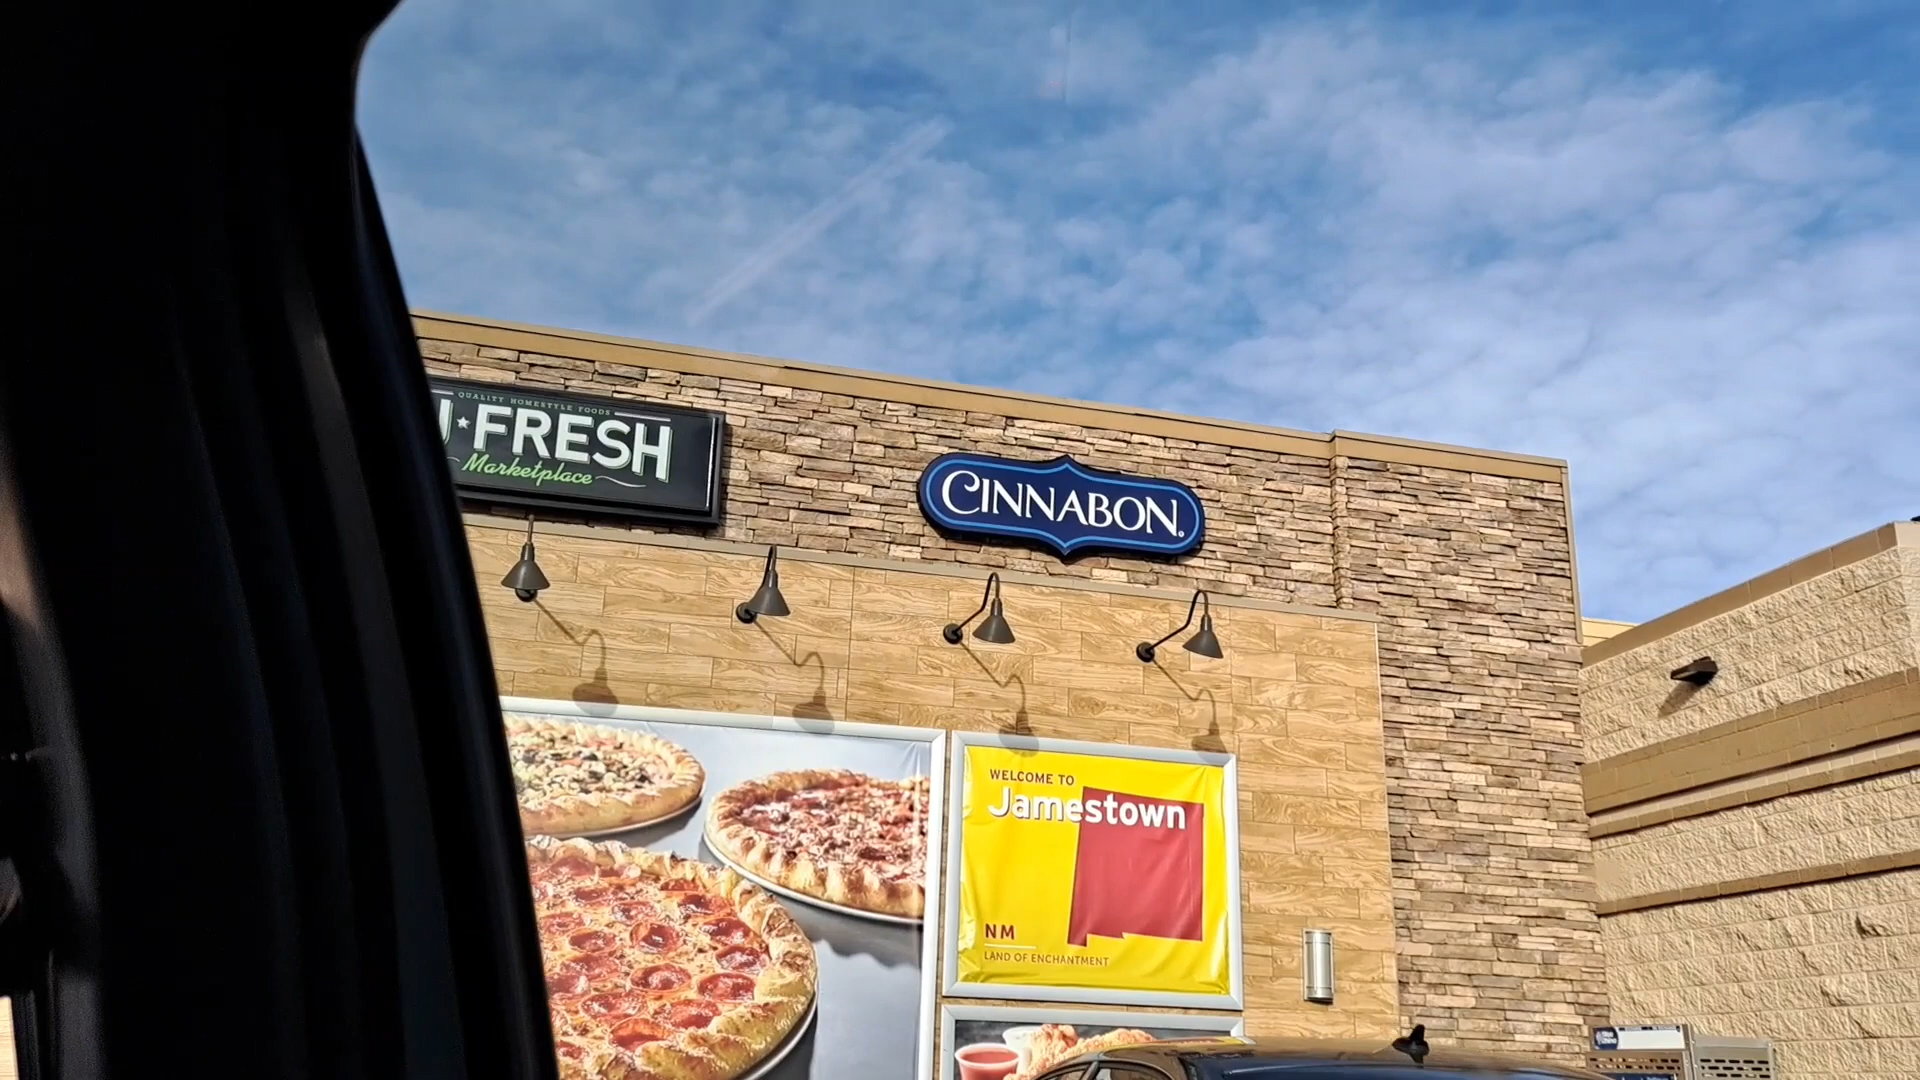 QUALITY HOMESTYLE FOODS
FRESH
Marketplace
CINNABON
WELCOME TO
Jamestown
NM
LAND OF ENCHANTMENT